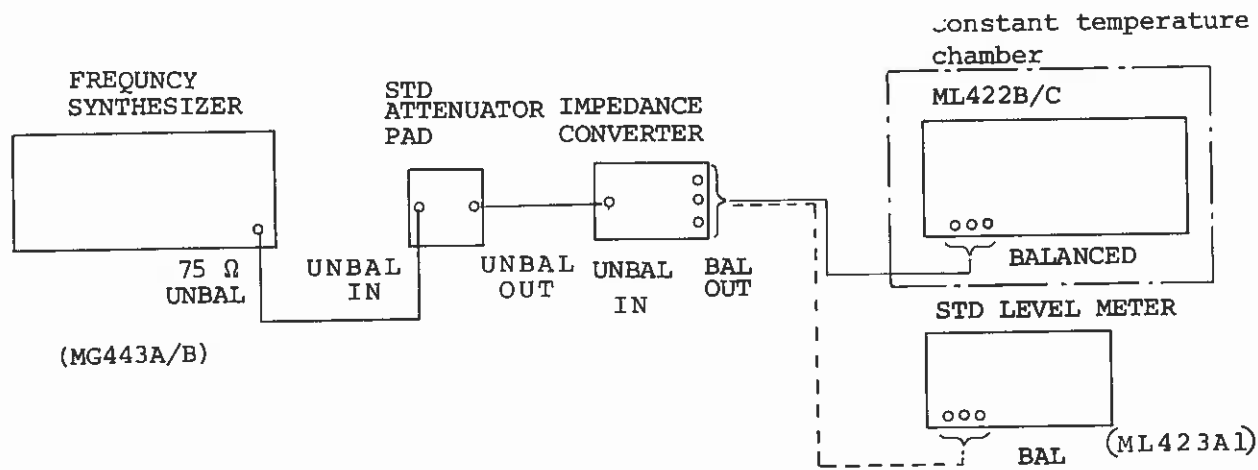 constant temperature
chamber
FREQUNCY
SYNTHESIZER
STD
ATTENUATOR
PAD
IMPEDANCE
CONVERTER
ML422B/C
75 Ω
UNBAL
UNBAL
IN
UNBAL
OUT
UNBAL
IN
BAL
OUT
BALANCED
STD LEVEL METER
(MG443A/B)
BAL
(ML423A1)